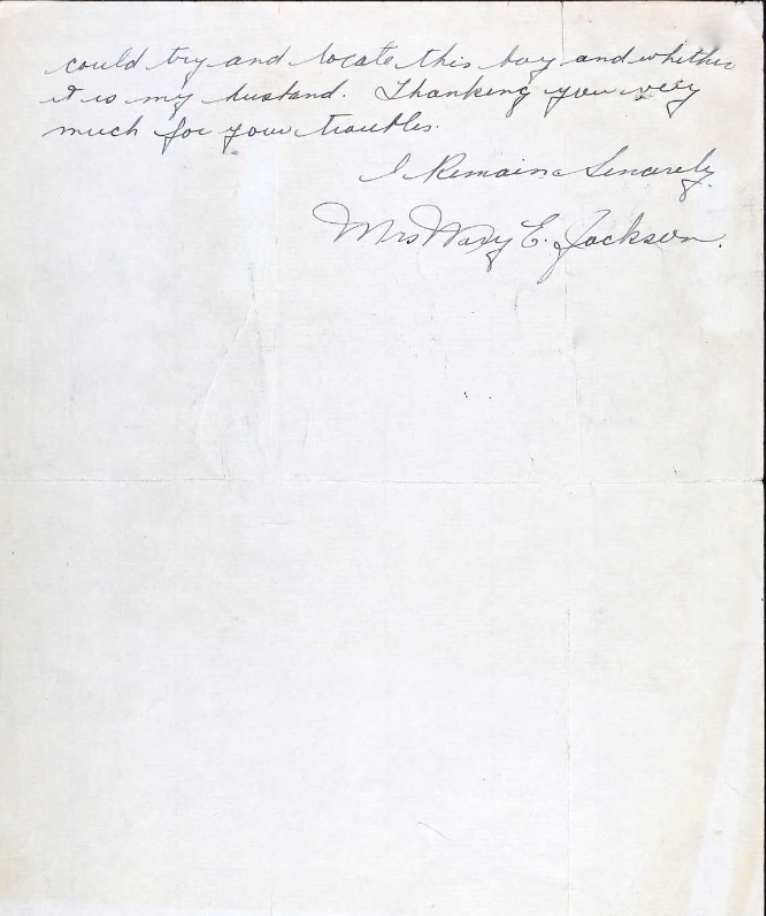 could try and locate this boy and whether
it is my husband. Thanking you very
much for your troubles.
I Remain Sincerely.
Mrs Mary E. Jackson.